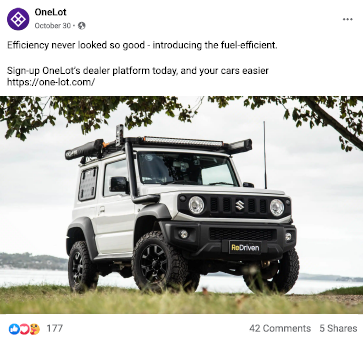 OneLot
October 30 ·
Efficiency never looked so good - introducing the fuel-efficient.
Sign-up OneLot's dealer platform today, and your cars easier
https://one-lot.com/
ReDriven
177
42 Comments 5 Shares